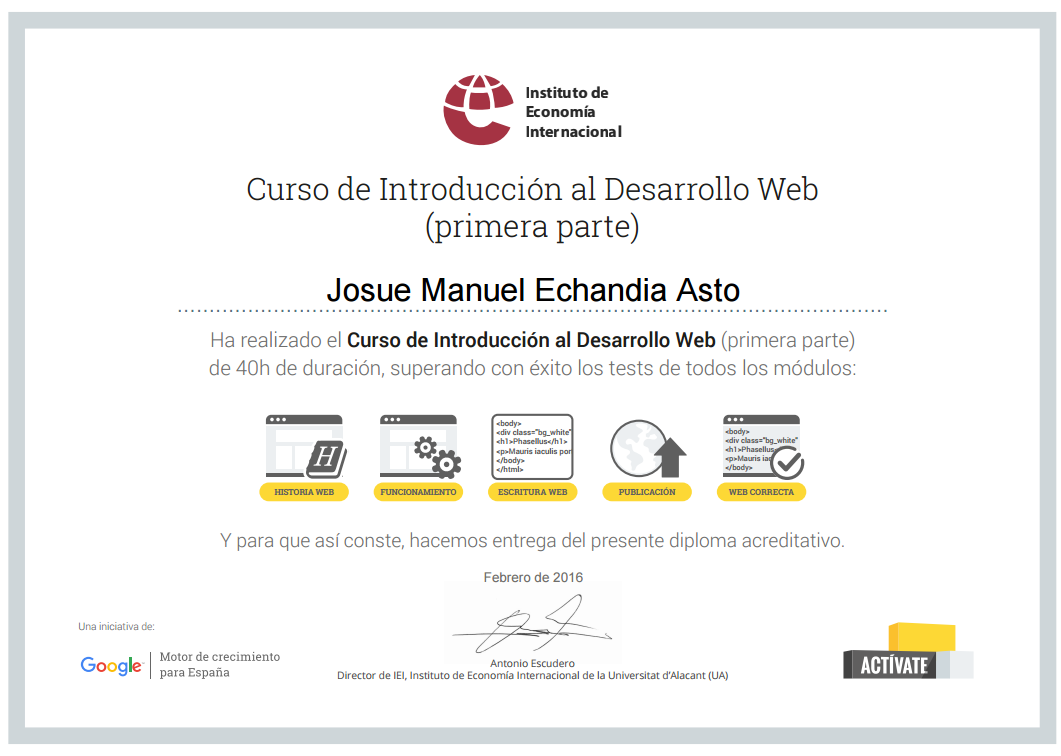 Instituto de
Economía
Internacional
Curso de Introducción al Desarrollo Web
(primera parte)
Josue Manuel Echandia Asto
Ha realizado el Curso de Introducción al Desarrollo Web (primera parte)
de 40h de duración, superando con éxito los tests de todos los módulos:
<body>
<div class="bg_white"
<h1>Phasellus</h1>
<p>Mauris iaculis por
</body>
</html>
<body>
<div class="bg_white"
<h1>Phasellus
<p>Mauris iac
</body>
HISTORIA WEB
FUNCIONAMIENTO
ESCRITURA WEB
PUBLICACIÓN
WEB CORRECTA
Y para que así conste, hacemos entrega del presente diploma acreditativo.
Febrero de 2016
Antonio Escudero
Director de IEI, Instituto de Economía Internacional de la Universitat d'Alacant (UA)
Una iniciativa de:
Google
Motor de crecimiento
para España
ACTÍVATE